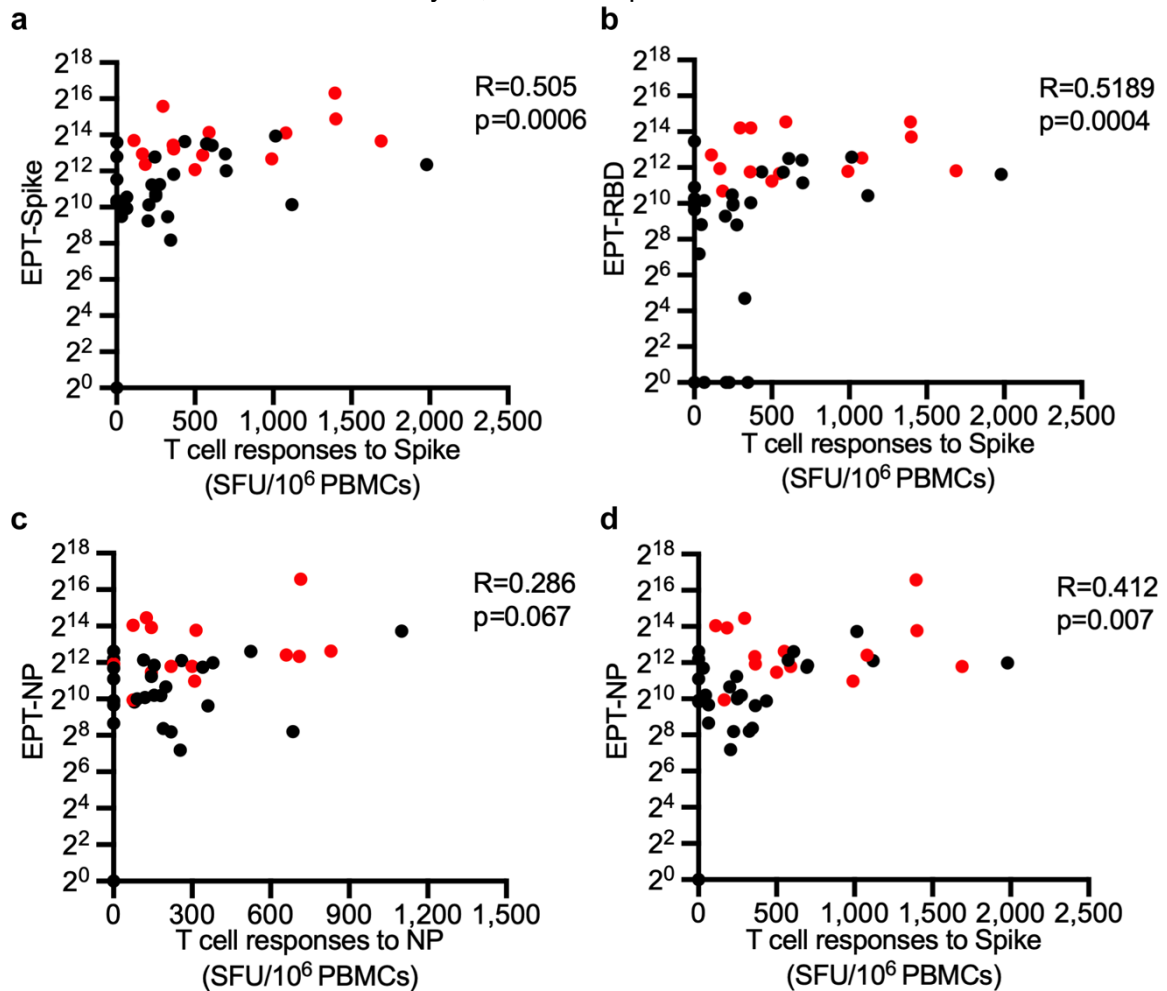 a
2^18
2^16
2^14
2^12
2^10
2^8
2^6
2^4
2^2
2^0
EPT-Spike
R=0.505
p=0.0006
0 500 1,000 1,500 2,000 2,500
T cell responses to Spike
(SFU/10^6 PBMCs)
b
2^18
2^16
2^14
2^12
2^10
2^8
2^6
2^4
2^2
2^0
EPT-RBD
R=0.5189
p=0.0004
0 500 1,000 1,500 2,000 2,500
T cell responses to Spike
(SFU/10^6 PBMCs)
c
2^18
2^16
2^14
2^12
2^10
2^8
2^6
2^4
2^2
2^0
EPT-NP
R=0.286
p=0.067
0 300 600 900 1,200 1,500
T cell responses to NP
(SFU/10^6 PBMCs)
d
2^18
2^16
2^14
2^12
2^10
2^8
2^6
2^4
2^2
2^0
EPT-NP
R=0.412
p=0.007
0 500 1,000 1,500 2,000 2,500
T cell responses to Spike
(SFU/10^6 PBMCs)